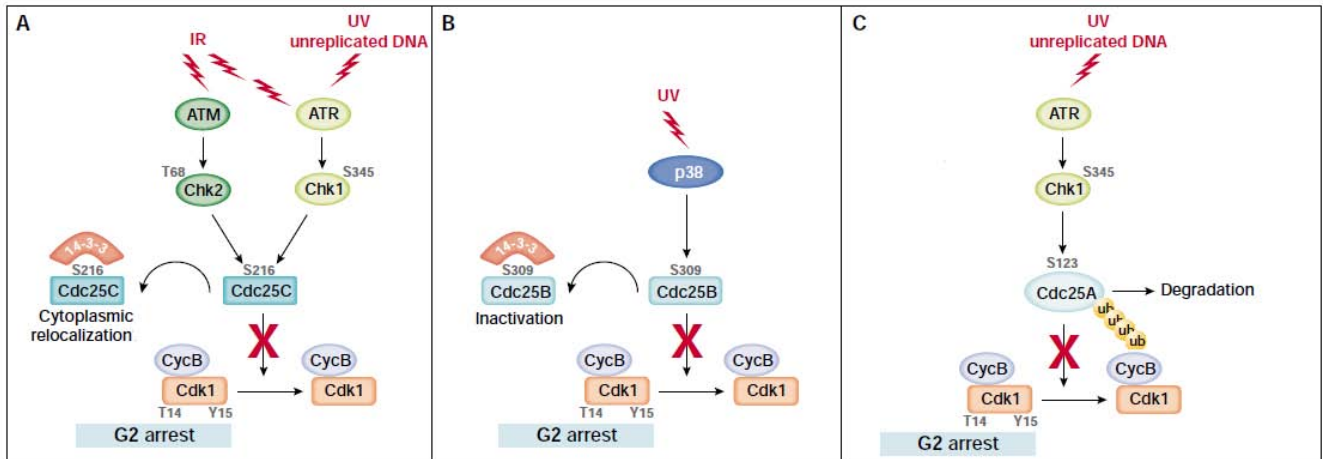 A
IR
UV
unreplicated DNA
ATM
ATR
T68
Chk2
S345
Chk1
14-3-3
S216
Cdc25C
S216
Cdc25C
Cytoplasmic
relocalization
X
CycB
CycB
Cdk1
Cdk1
T14
Y15
G2 arrest
B
UV
p38
14-3-3
S309
Cdc25B
S309
Cdc25B
Inactivation
X
CycB
CycB
Cdk1
Cdk1
T14
Y15
G2 arrest
C
UV
unreplicated DNA
ATR
S345
Chk1
S123
Cdc25A
Degradation
ub
ub
ub
ub
X
CycB
CycB
Cdk1
Cdk1
T14
Y15
G2 arrest